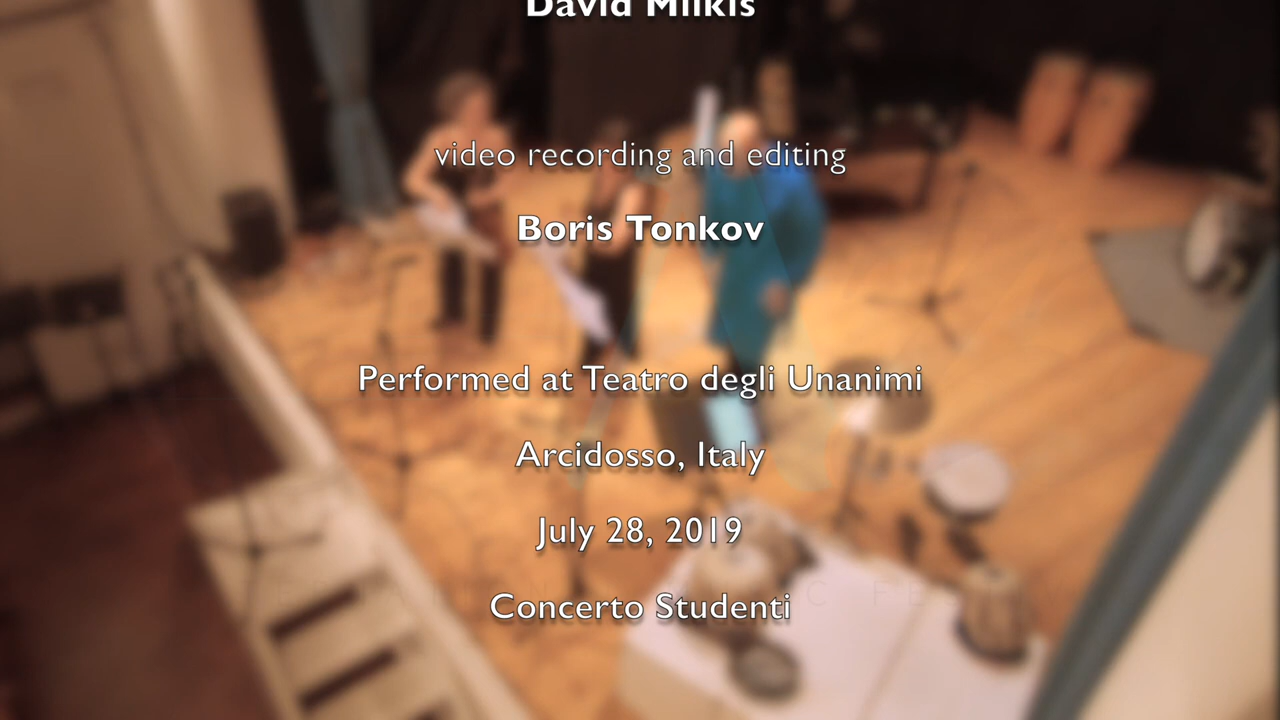 David Milkis
video recording and editing
Boris Tonkov
Performed at Teatro degli Unanimi
Arcidosso, Italy
July 28, 2019
Concerto Studenti